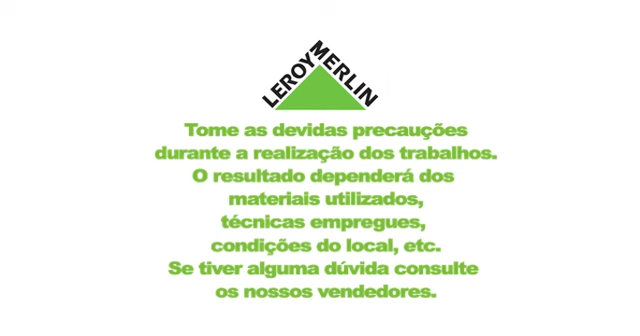 LEROY MERLIN
Tome as devidas precauções
durante a realização dos trabalhos.
O resultado dependerá dos
materiais utilizados,
técnicas empregues,
condições do local, etc.
Se tiver alguma dúvida consulte
os nossos vendedores.